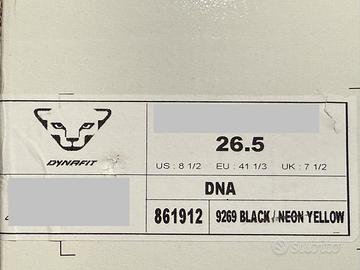 DYNAFIT
26.5
US : 8 1/2 EU : 41 1/3 UK : 7 1/2
DNA
861912 9269 BLACK / NEON YELLOW
subito